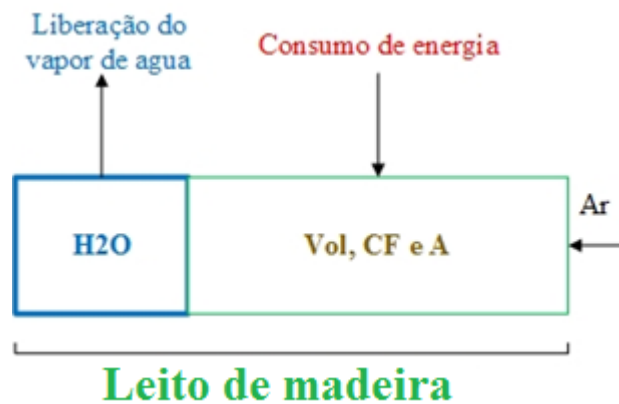 Liberação do
vapor de agua
Consumo de energia
Ar
H2O
Vol, CF e A
Leito de madeira